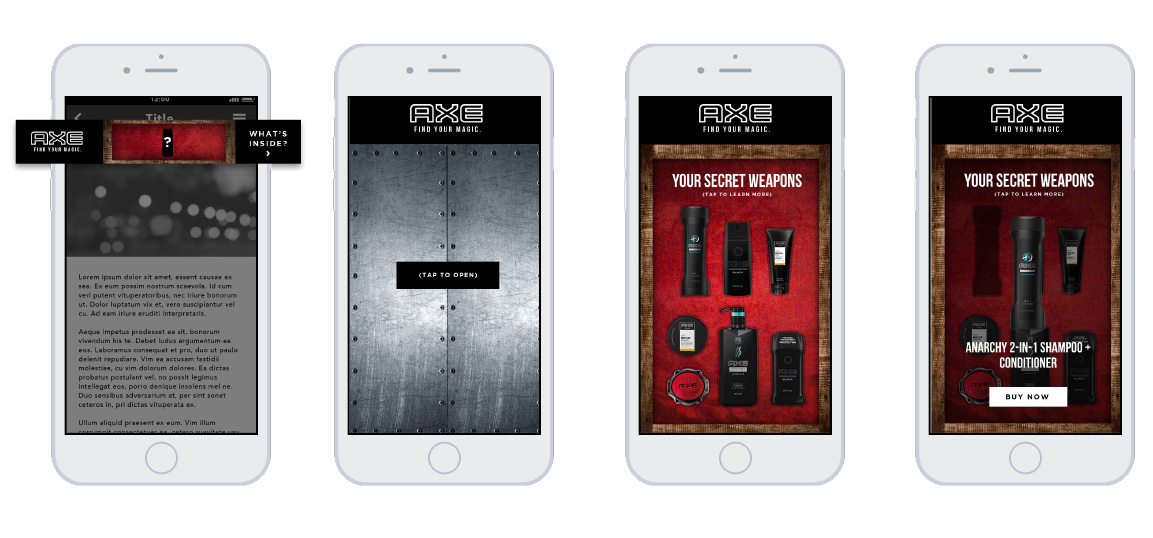 12:00
Title
AXE
FIND YOUR MAGIC.
?
WHAT'S
INSIDE?
Lorem ipsum dolor sit amet, essent causae ex
sea. Ex eum possim nostrum scaevola. Id cum
veri putent vituperatoribus, nec iriure bonorum
ut. Dolor luptatum vix et, vero suscipiantur vel
cu. Ad eam iriure eruditi interpretaris.
Aeque impetus prodesset ea sit, bonorum
vivendum his te. Debet ludus argumentum ea
eos. Laboramus consequat et pro, duo ut paulo
delenit repudiare. Vim ea accusam fastidii
molestiae, cu vim dolorum dolores. Ea dictas
probatus postulant vel, no possit legimus
intellegat eos, porro denique insolens mel ne.
Duo sensibus adversarium at, per sint sonet
ceteros in, pri dictas vituperata ex.
Ullum aliquid praesent ex eum. Vim illum
AXE
FIND YOUR MAGIC.
(TAP TO OPEN)
AXE
FIND YOUR MAGIC.
YOUR SECRET WEAPONS
(TAP TO LEARN MORE)
AXE
AXE
AXE
FIND YOUR MAGIC.
YOUR SECRET WEAPONS
(TAP TO LEARN MORE)
ANARCHY 2-IN-1 SHAMPOO +
CONDITIONER
BUY NOW